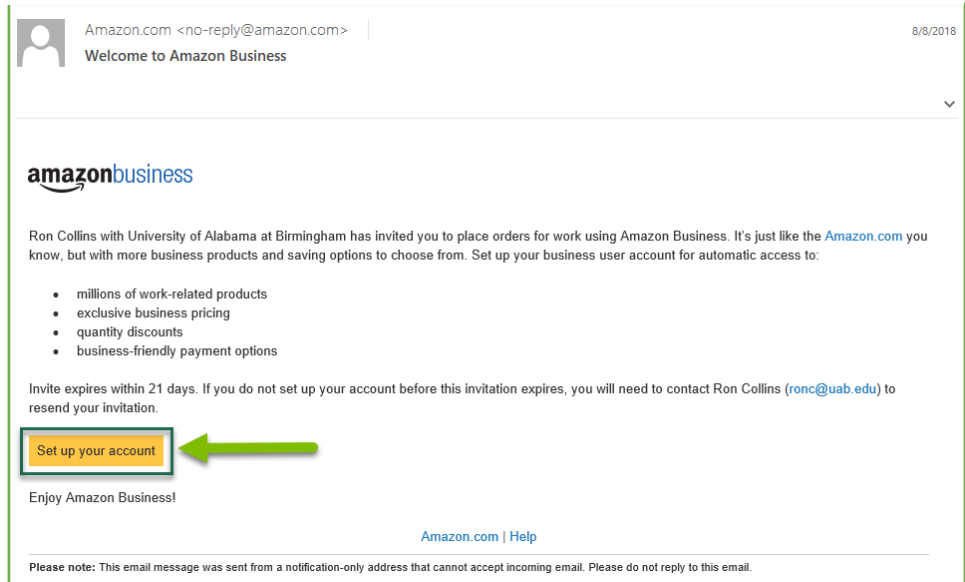 Amazon.com <no-reply@amazon.com>
8/8/2018
Welcome to Amazon Business
amazonbusiness
Ron Collins with University of Alabama at Birmingham has invited you to place orders for work using Amazon Business. It's just like the Amazon.com you
know, but with more business products and saving options to choose from. Set up your business user account for automatic access to:
• millions of work-related products
• exclusive business pricing
• quantity discounts
• business-friendly payment options
Invite expires within 21 days. If you do not set up your account before this invitation expires, you will need to contact Ron Collins (ronc@uab.edu) to
resend your invitation.
Set up your account
Enjoy Amazon Business!
Amazon.com | Help
Please note: This email message was sent from a notification-only address that cannot accept incoming email. Please do not reply to this email.